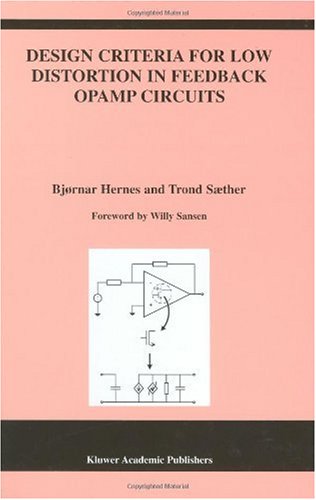 DESIGN CRITERIA FOR LOW
DISTORTION IN FEEDBACK
OPAMP CIRCUITS
Bjørnar Hernes and Trond Sæther
Foreword by Willy Sansen
Kluwer Academic Publishers